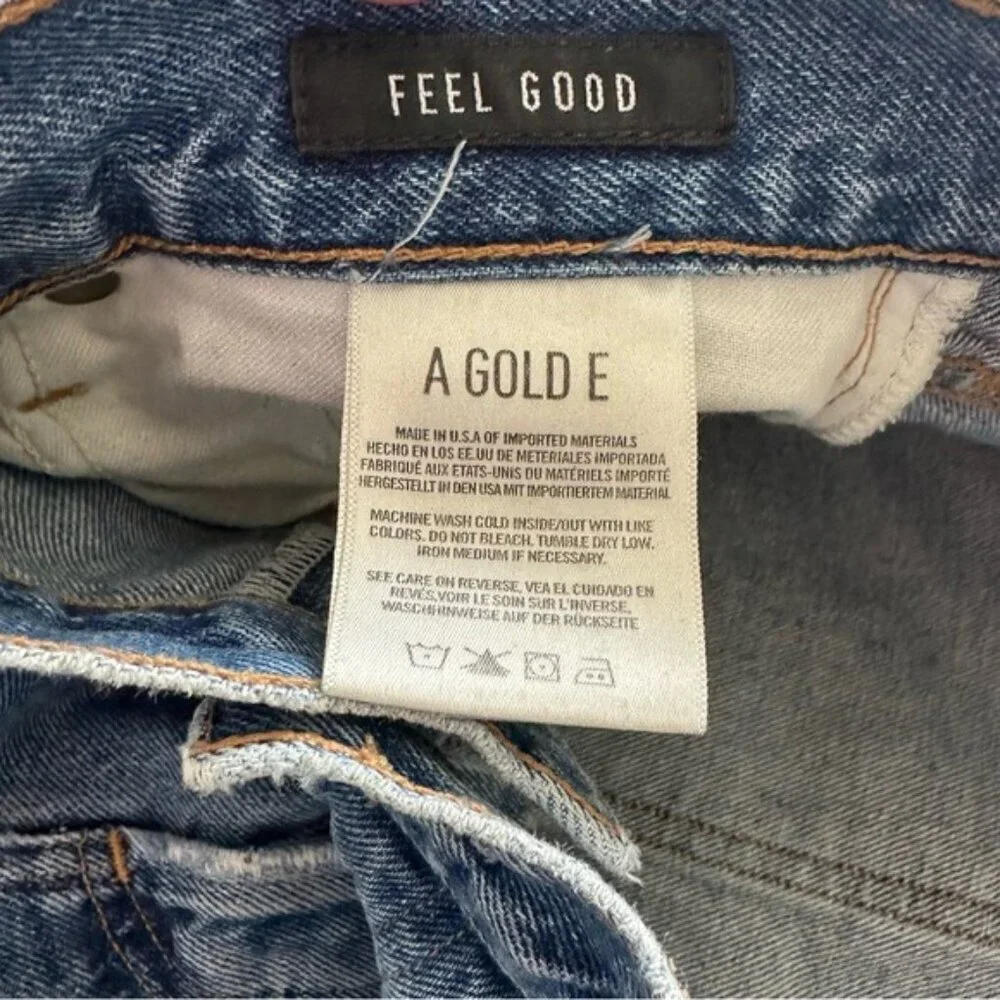 FEEL GOOD
A GOLD E
MADE IN U.S.A OF IMPORTED MATERIALS
HECHO EN LOS EE.UU DE METERIALES IMPORTADA
FABRIQUÉ AUX ETATS-UNIS DU MATÉRIELS IMPORTÉ
HERGESTELLT IN DEN USA MIT IMPORTIERTEM MATERIAL
MACHINE WASH COLD INSIDE/OUT WITH LIKE
COLORS. DO NOT BLEACH. TUMBLE DRY LOW.
IRON MEDIUM IF NECESSARY.
SEE CARE ON REVERSE, VEA EL CUIDADO EN
REVÉS, VOIR LE SOIN SUR L'INVERSE,
WASCHHINWEISE AUF DER RÜCKSEITE